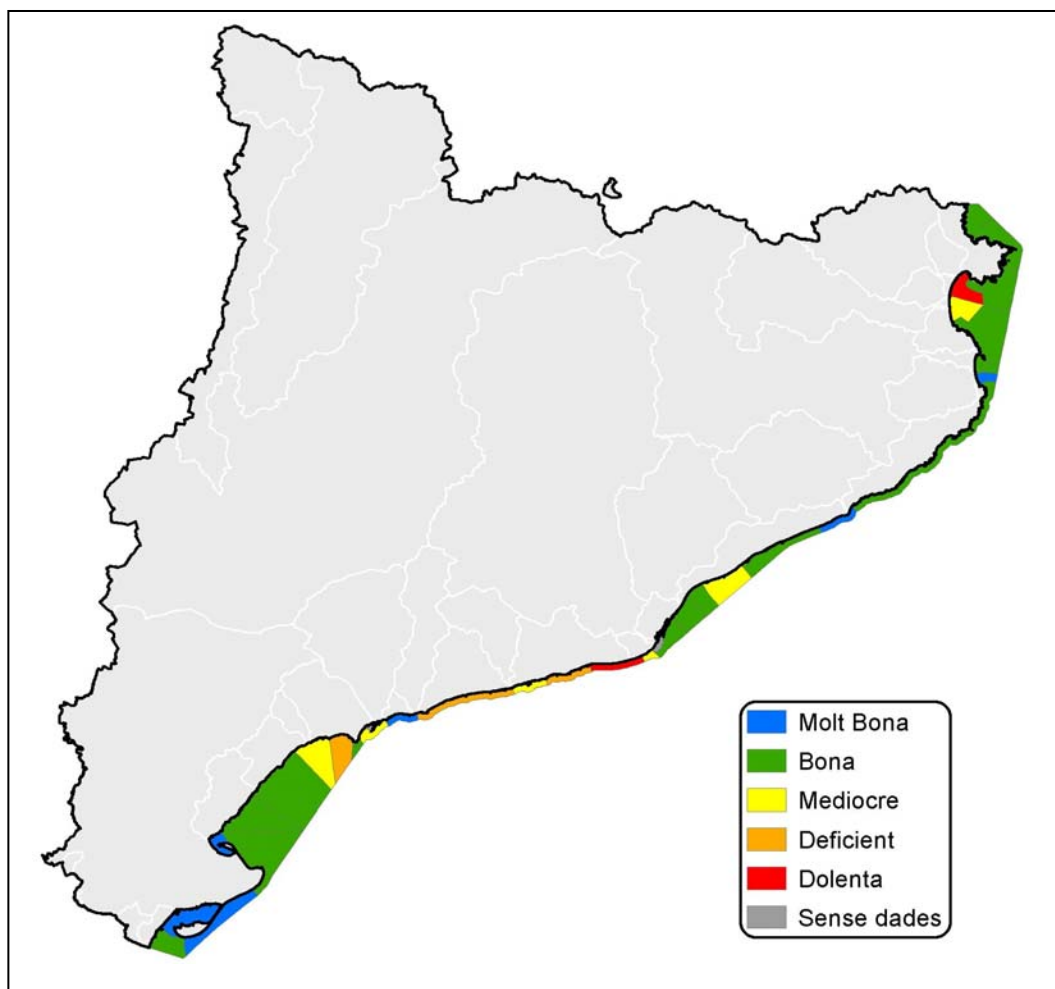 Molt Bona
Bona
Mediocre
Deficient
Dolenta
Sense dades